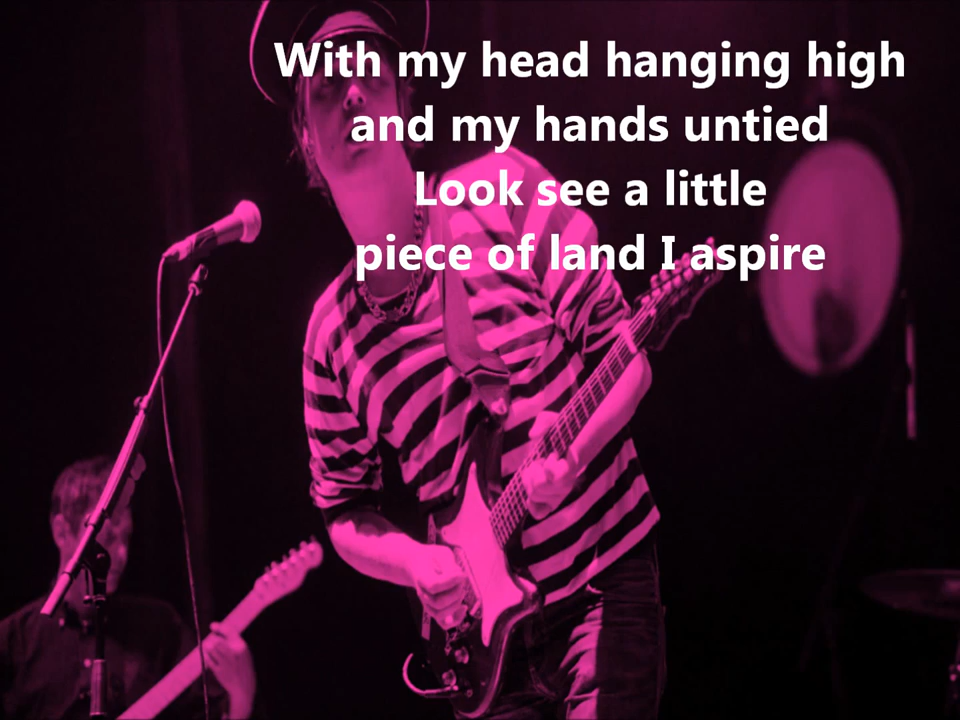 With my head hanging high
and my hands untied
Look see a little
piece of land I aspire